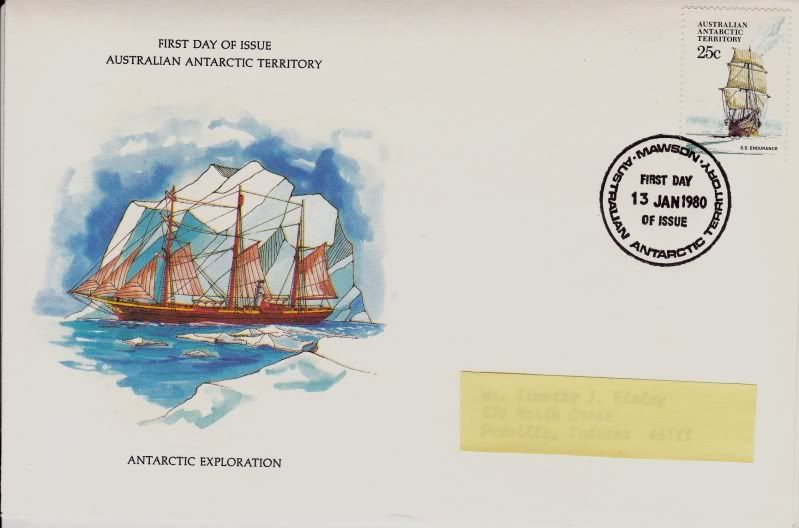 FIRST DAY OF ISSUE
AUSTRALIAN ANTARCTIC TERRITORY
AUSTRALIAN
ANTARCTIC
TERRITORY
25c
S.S. ENDURANCE
·MAWSON·
AUSTRALIAN ANTARCTIC TERRITORY
FIRST DAY
13 JAN 1980
OF ISSUE
ANTARCTIC EXPLORATION